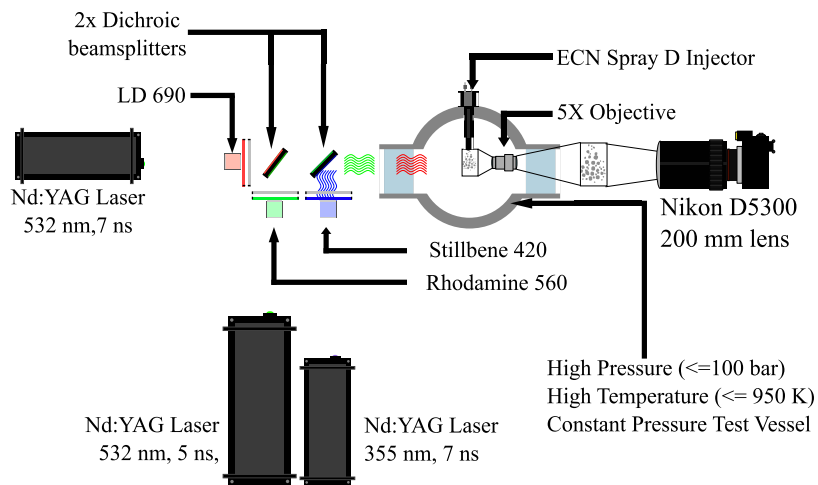 2x Dichroic
beamsplitters
LD 690
ECN Spray D Injector
5X Objective
Nd:YAG Laser
532 nm,7 ns
Nikon D5300
200 mm lens
Stillbene 420
Rhodamine 560
High Pressure (<=100 bar)
High Temperature (<= 950 K)
Constant Pressure Test Vessel
Nd:YAG Laser
532 nm, 5 ns,
Nd:YAG Laser
355 nm, 7 ns